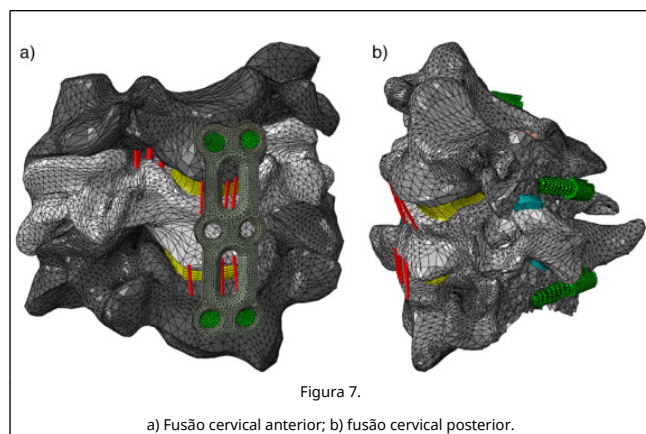 a)
b)
Figura 7.
a) Fusão cervical anterior; b) fusão cervical posterior.